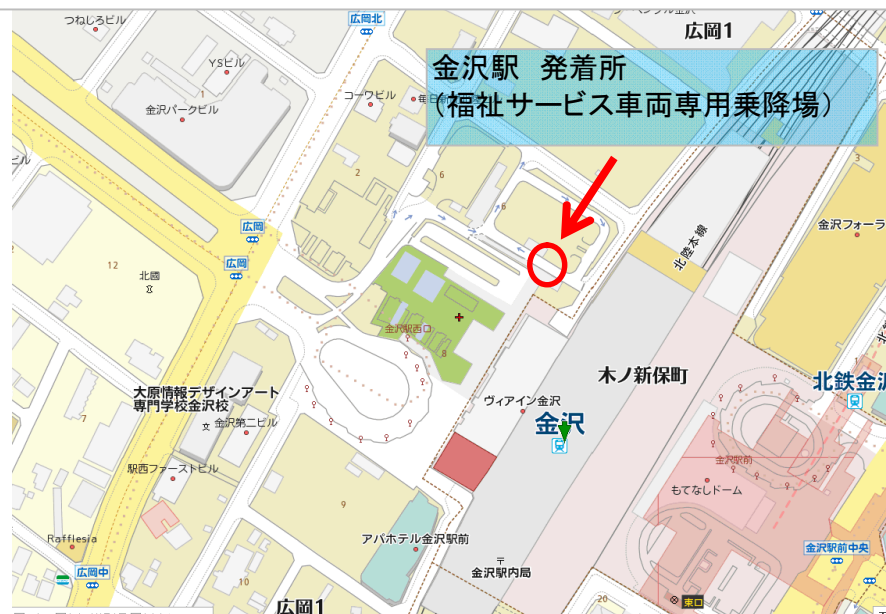 つねしろビル
広岡北
広岡1
YSビル
金沢駅 発着所
(福祉サービス車両専用乗降場)
1
コーワビル
金沢パークビル
2
6
8
3
金沢フォーラ
広岡
北陸本線
広岡
12
北國
金沢駅西口
8
木ノ新保町
北鉄金沢
大原情報デザインアート
専門学校金沢校
ヴィアイン金沢
金沢第二ビル
金沢
7
金沢駅前
駅西ファーストビル
もてなしドーム
9
Rafflesia
アパホテル金沢駅前
金沢駅前中央
広岡中
金沢駅内局
10
広岡1
20
東口